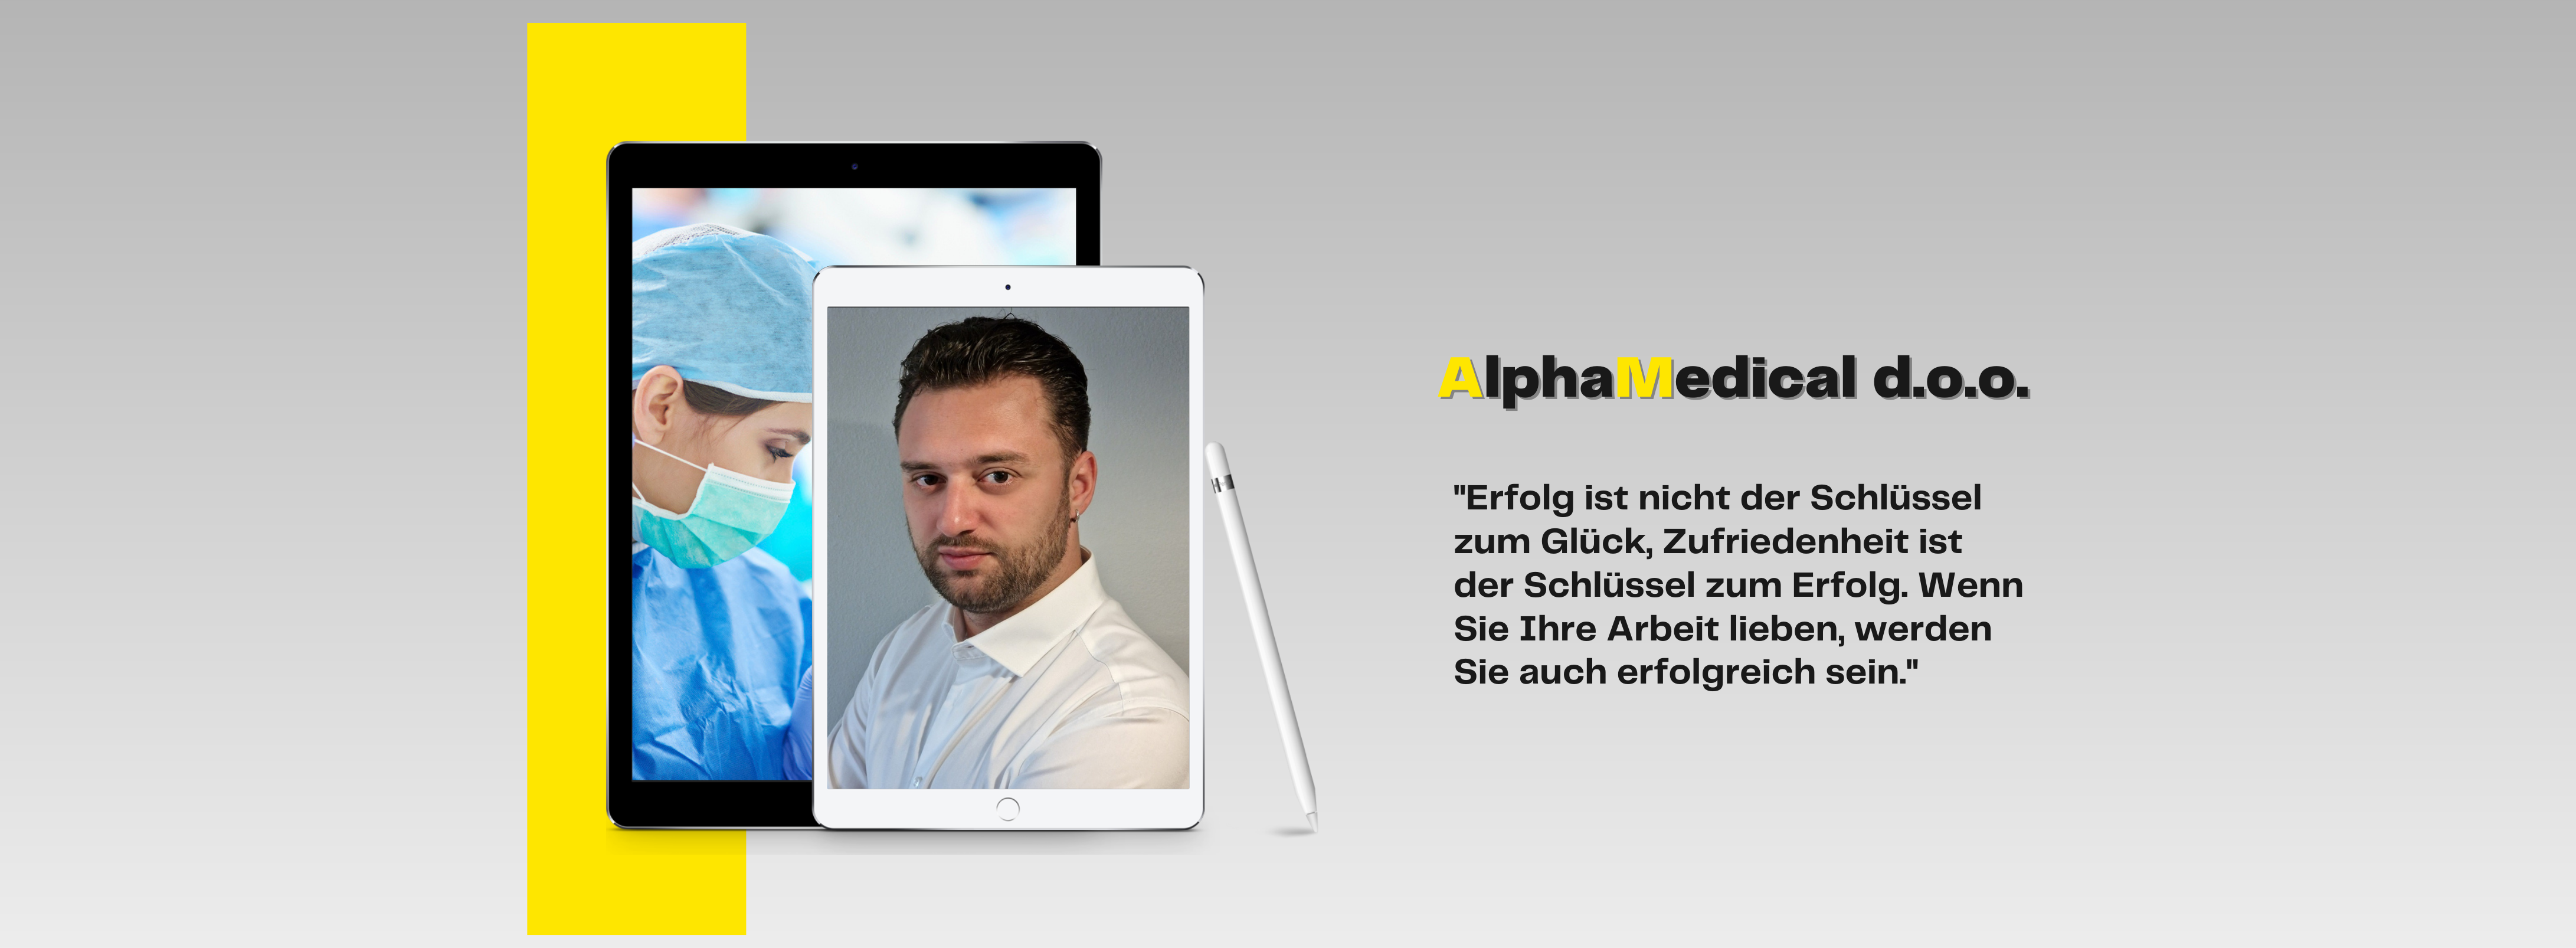 AlphaMedical d.o.o.
"Erfolg ist nicht der Schlüssel
zum Glück, Zufriedenheit ist
der Schlüssel zum Erfolg. Wenn
Sie Ihre Arbeit lieben, werden
Sie auch erfolgreich sein."